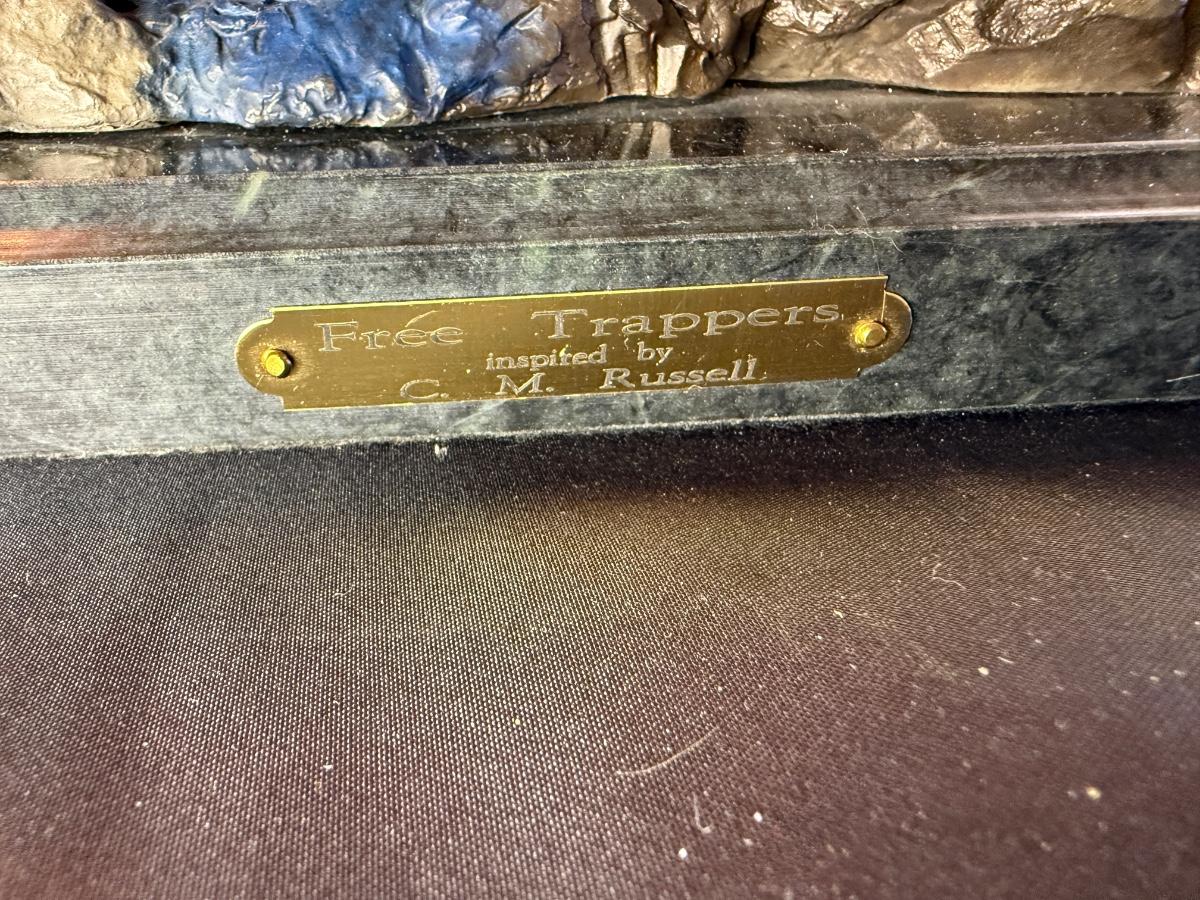 Free Trappers
inspired by
C. M. Russell